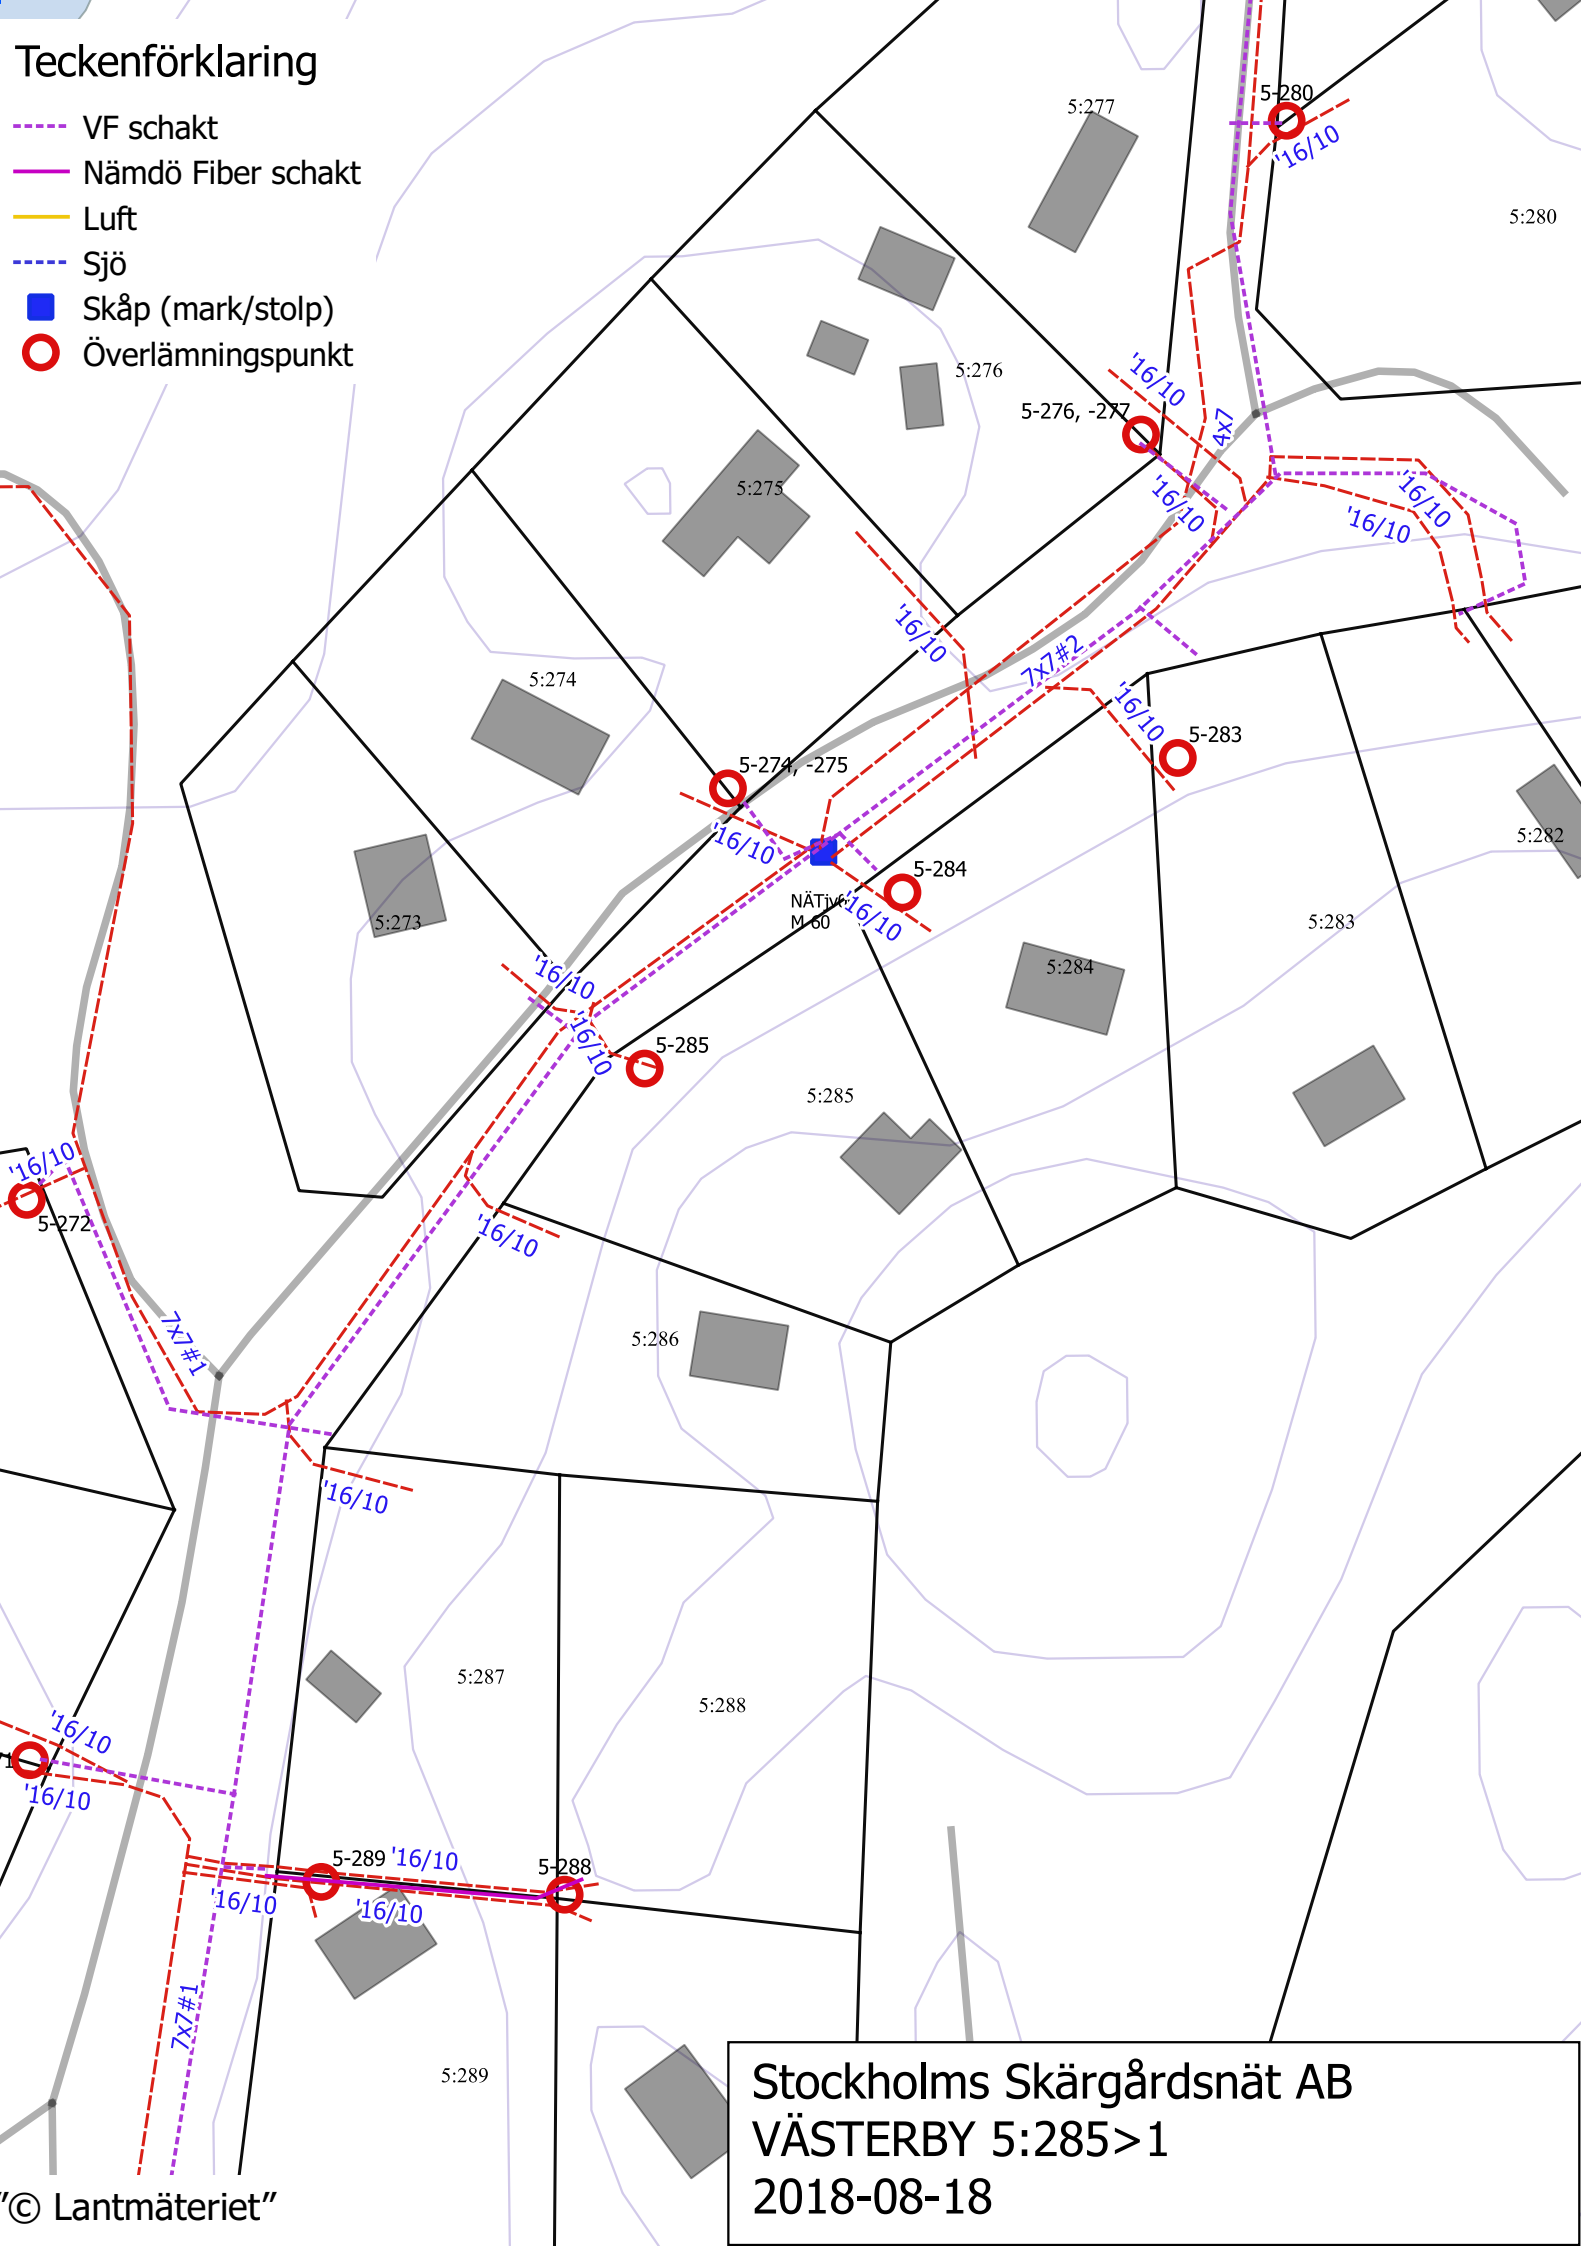 Teckenförklaring
VF schakt
Nämdö Fiber schakt
Luft
Sjö
Skåp (mark/stolp)
Överlämningspunkt
5:277
5-280
'16/10
5:280
5:276
'16/10
5-276, -277
4x7
5:275
'16/10
'16/10
'16/10
'16/10
7x7#2
5:274
'16/10
5-283
5-274, -275
'16/10
5:282
5-284
NÄTjv
M-60
'16/10
5:273
5:283
5:284
'16/10
'16/10
5-285
5:285
'16/10
5-272
'16/10
7x7#1
5:286
'16/10
5:287
5:288
'16/10
1
'16/10
5-289
'16/10
5-288
'16/10
'16/10
7x7#1
5:289
Stockholms Skärgårdsnät AB
VÄSTERBY 5:285>1
2018-08-18
"© Lantmäteriet"